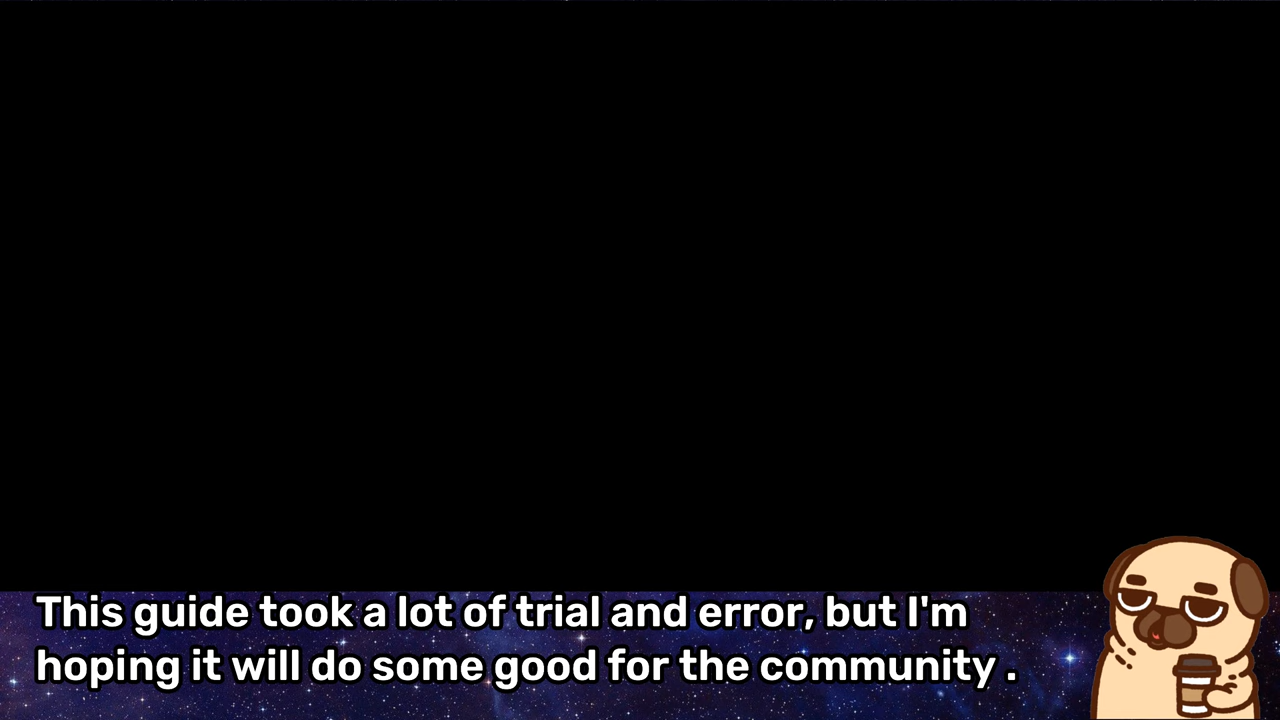 This guide took a lot of trial and error, but I'm
hoping it will do some good for the community .